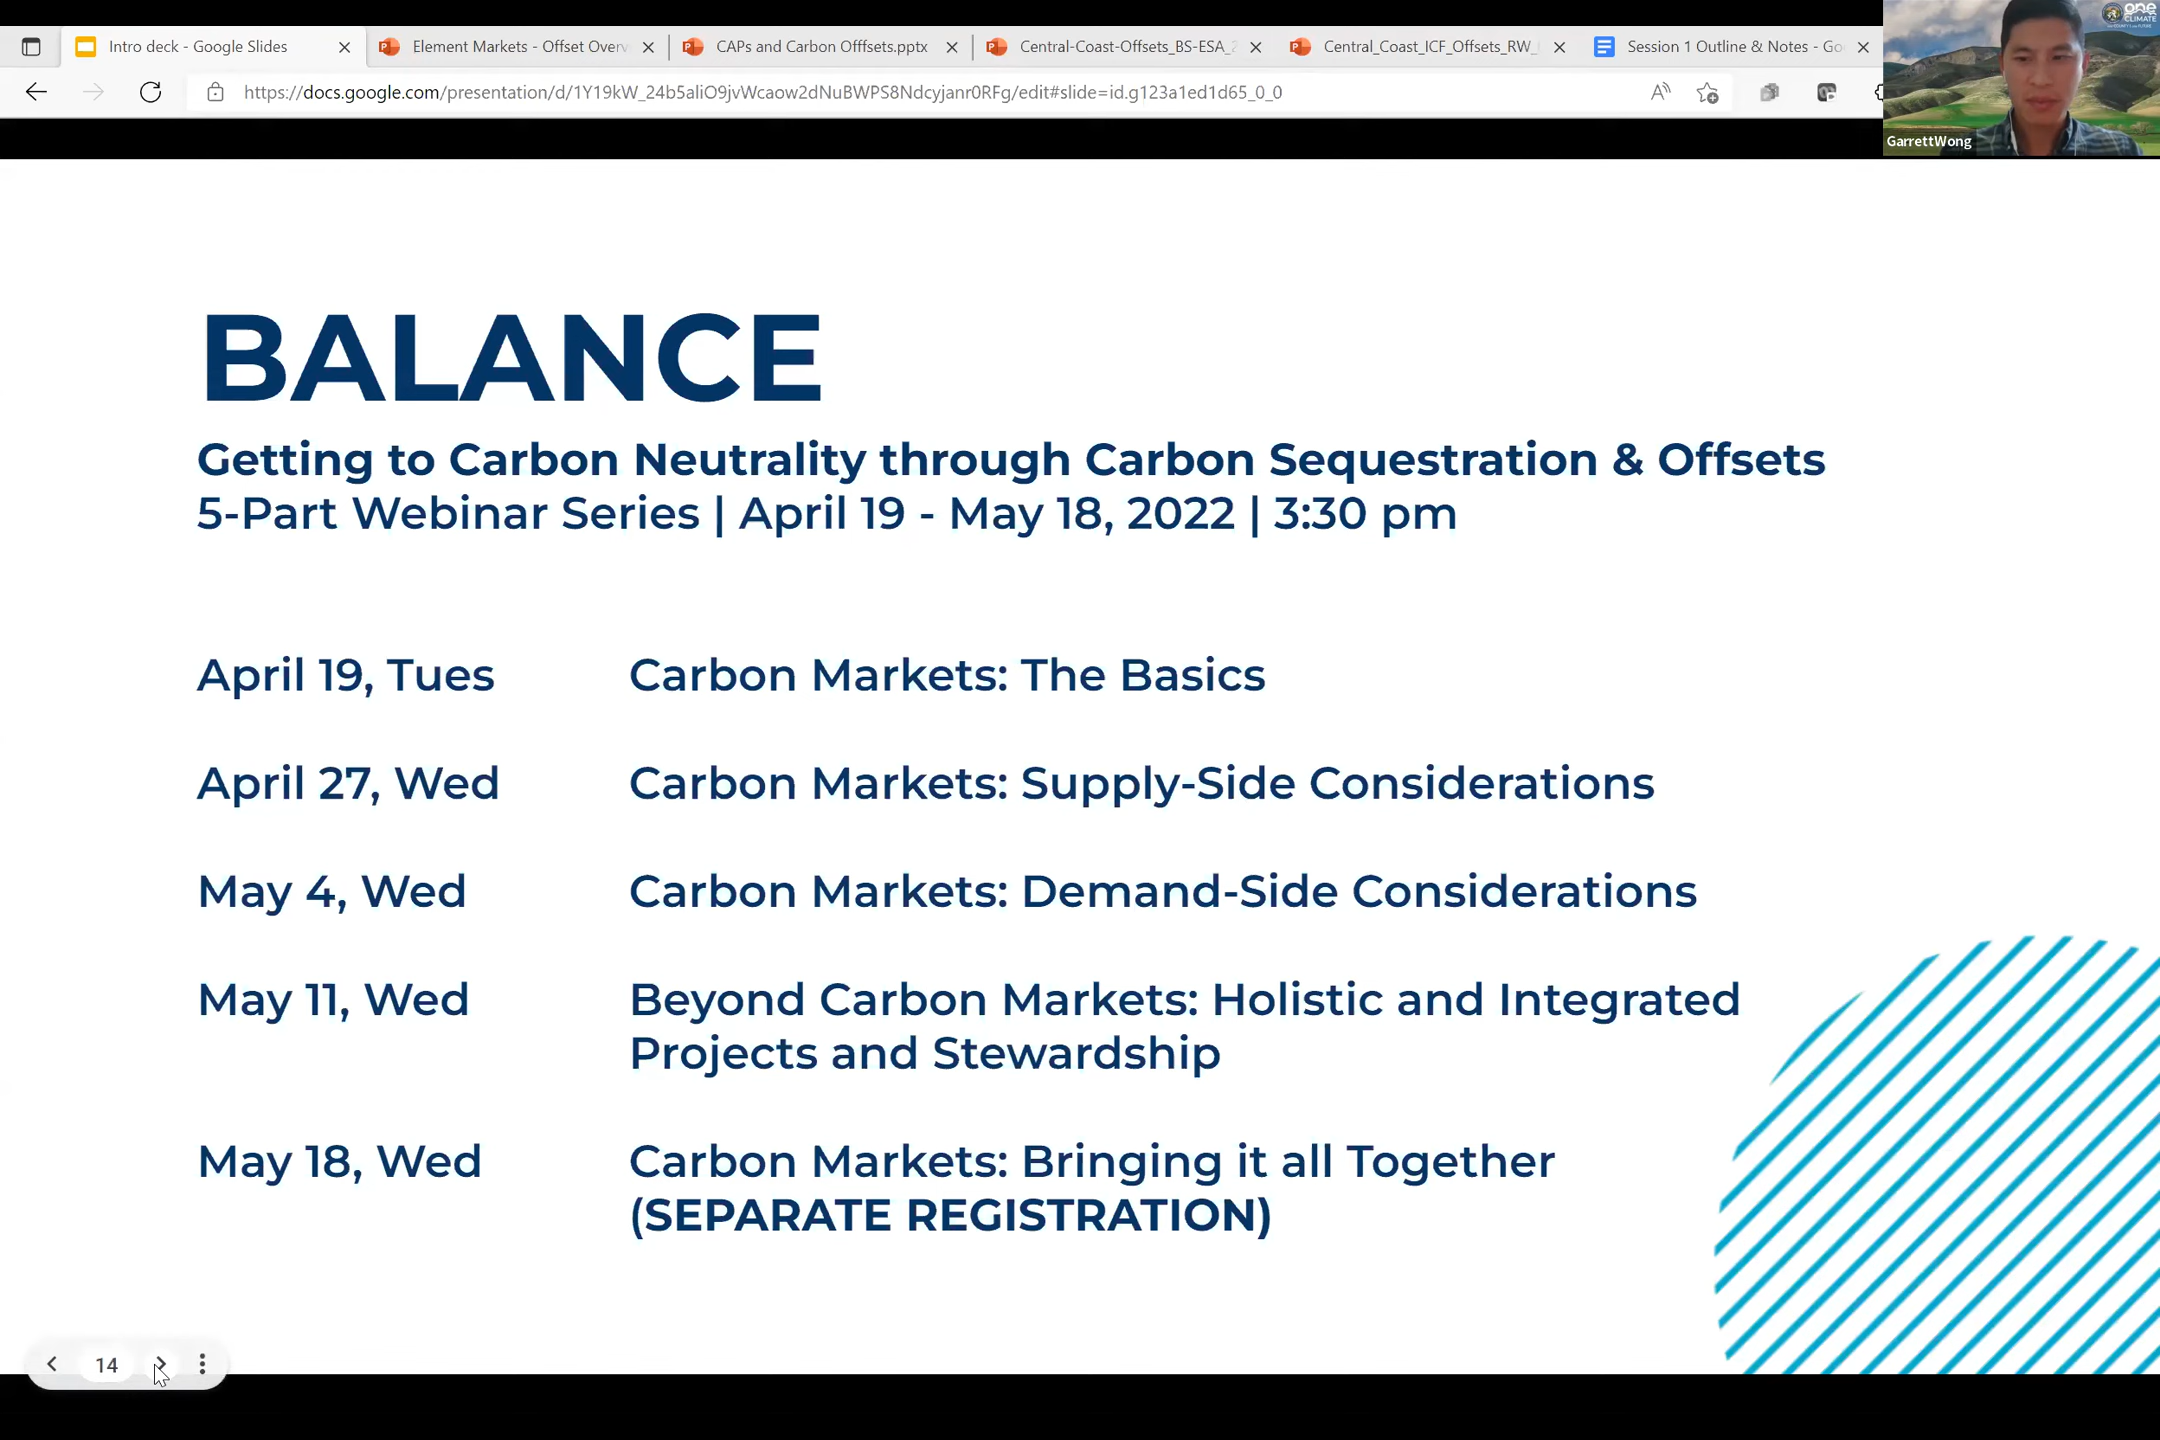 Intro deck - Google Slides
Element Markets - Offset Overv
CAPs and Carbon Offfsets.pptx
Central-Coast-Offsets_BS-ESA_2
Central_Coast_ICF_Offsets_RW_
Session 1 Outline & Notes - Go
https://docs.google.com/presentation/d/1Y19kW_24b5aliO9jvWcaow2dNuBWPS8Ndcyjanr0RFg/edit#slide=id.g123a1ed1d65_0_0
one
CLIMATE
GarrettWong
BALANCE
Getting to Carbon Neutrality through Carbon Sequestration & Offsets
5-Part Webinar Series | April 19 - May 18, 2022 | 3:30 pm
April 19, Tues Carbon Markets: The Basics
April 27, Wed Carbon Markets: Supply-Side Considerations
May 4, Wed Carbon Markets: Demand-Side Considerations
May 11, Wed Beyond Carbon Markets: Holistic and Integrated
Projects and Stewardship
May 18, Wed Carbon Markets: Bringing it all Together
(SEPARATE REGISTRATION)
14